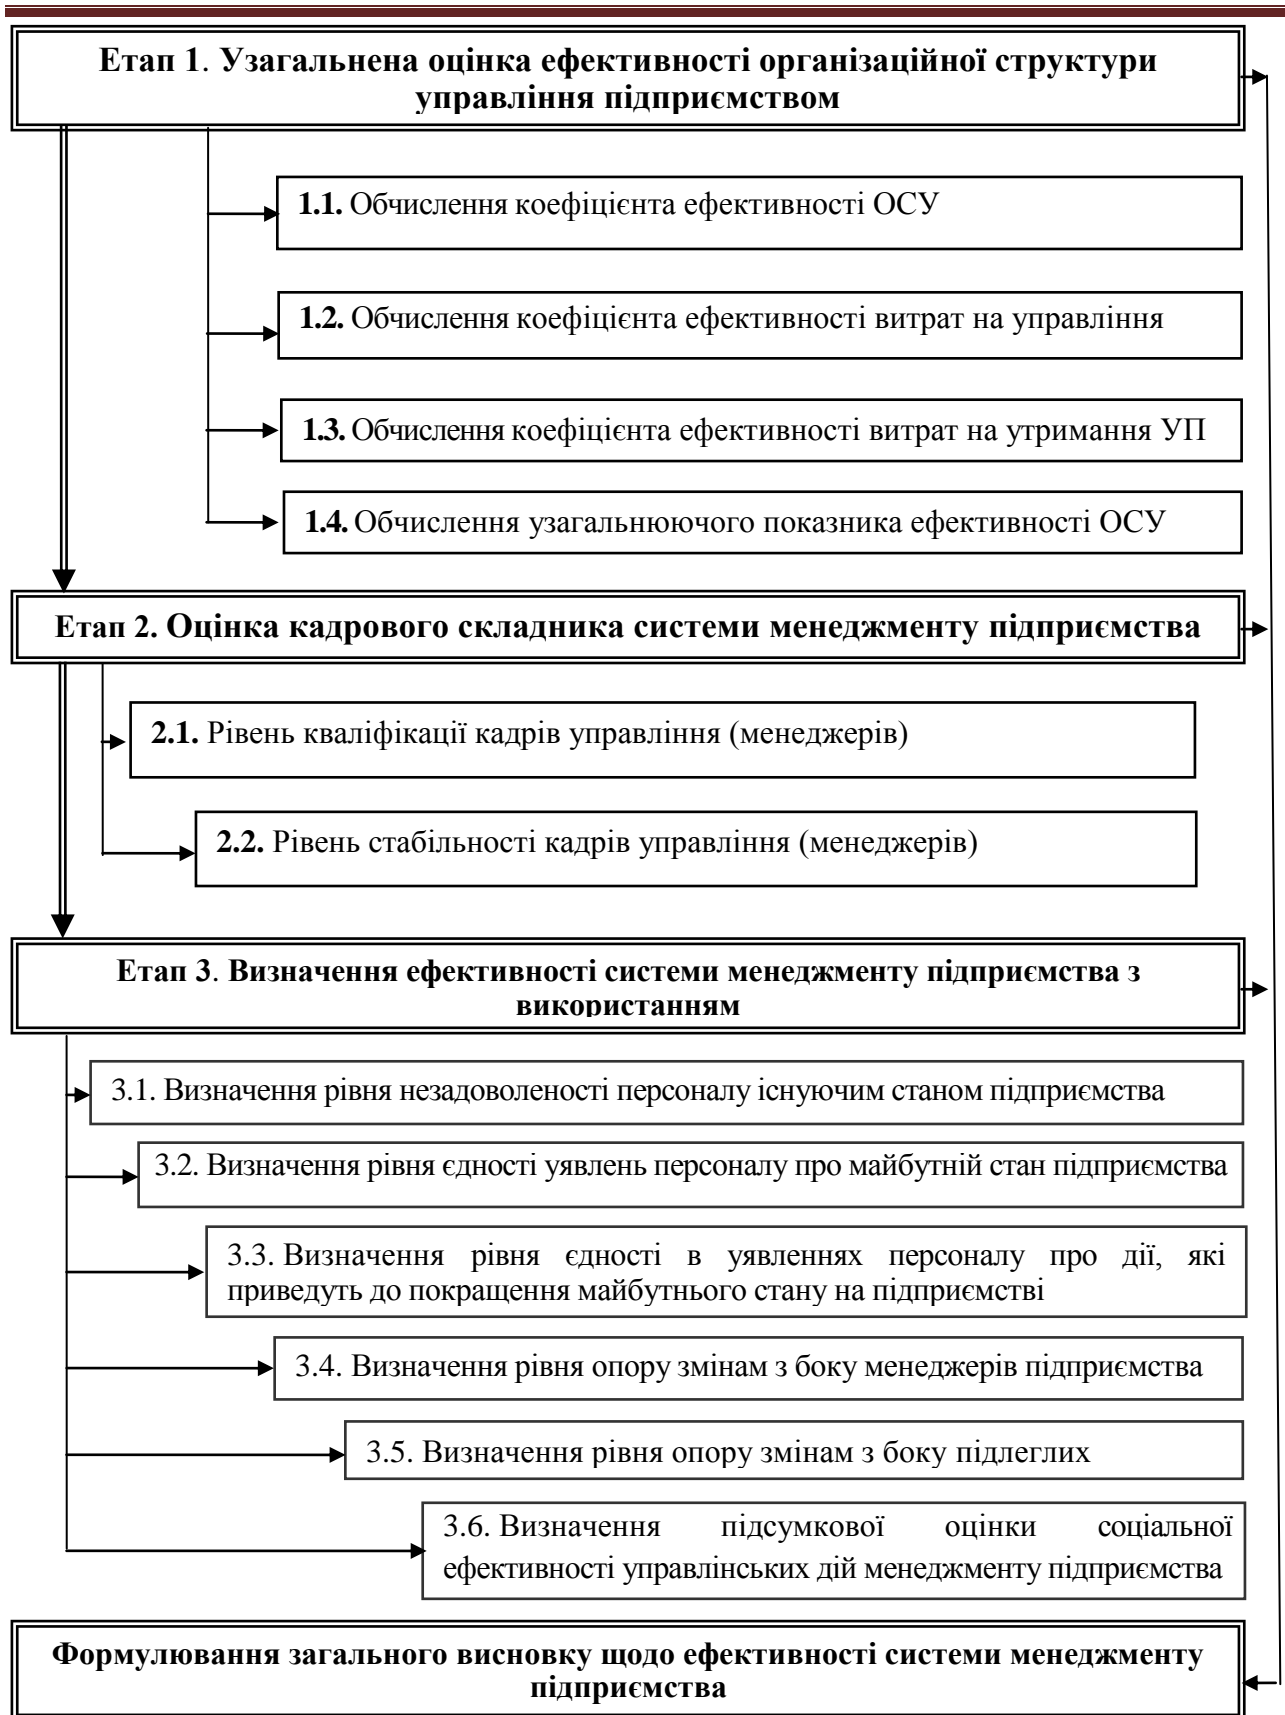 Етап 1. Узагальнена оцінка ефективності організаційної структури
управління підприємством
1.1. Обчислення коефіцієнта ефективності ОСУ
1.2. Обчислення коефіцієнта ефективності витрат на управління
1.3. Обчислення коефіцієнта ефективності витрат на утримання УП
1.4. Обчислення узагальнюючого показника ефективності ОСУ
Етап 2. Оцінка кадрового складника системи менеджменту підприємства
2.1. Рівень кваліфікації кадрів управління (менеджерів)
2.2. Рівень стабільності кадрів управління (менеджерів)
Етап 3. Визначення ефективності системи менеджменту підприємства з
використанням
3.1. Визначення рівня незадоволеності персоналу існуючим станом підприємства
3.2. Визначення рівня єдності уявлень персоналу про майбутній стан підприємства
3.3. Визначення рівня єдності в уявленнях персоналу про дії, які
приведуть до покращення майбутнього стану на підприємстві
3.4. Визначення рівня опору змінам з боку менеджерів підприємства
3.5. Визначення рівня опору змінам з боку підлеглих
3.6. Визначення підсумкової оцінки соціальної
ефективності управлінських дій менеджменту підприємства
Формулювання загального висновку щодо ефективності системи менеджменту
підприємства